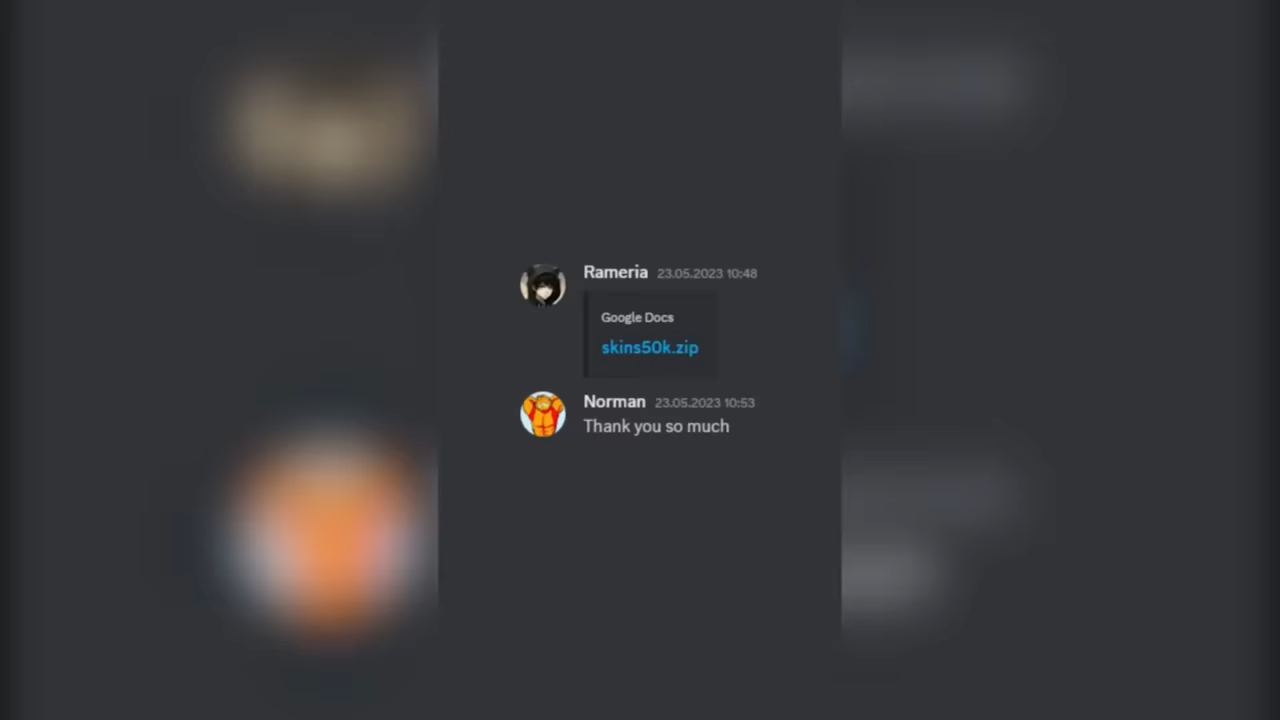 Rameria 23.05.2023 10:48
Google Docs
skins50k.zip
Norman 23.05.2023 10:53
Thank you so much